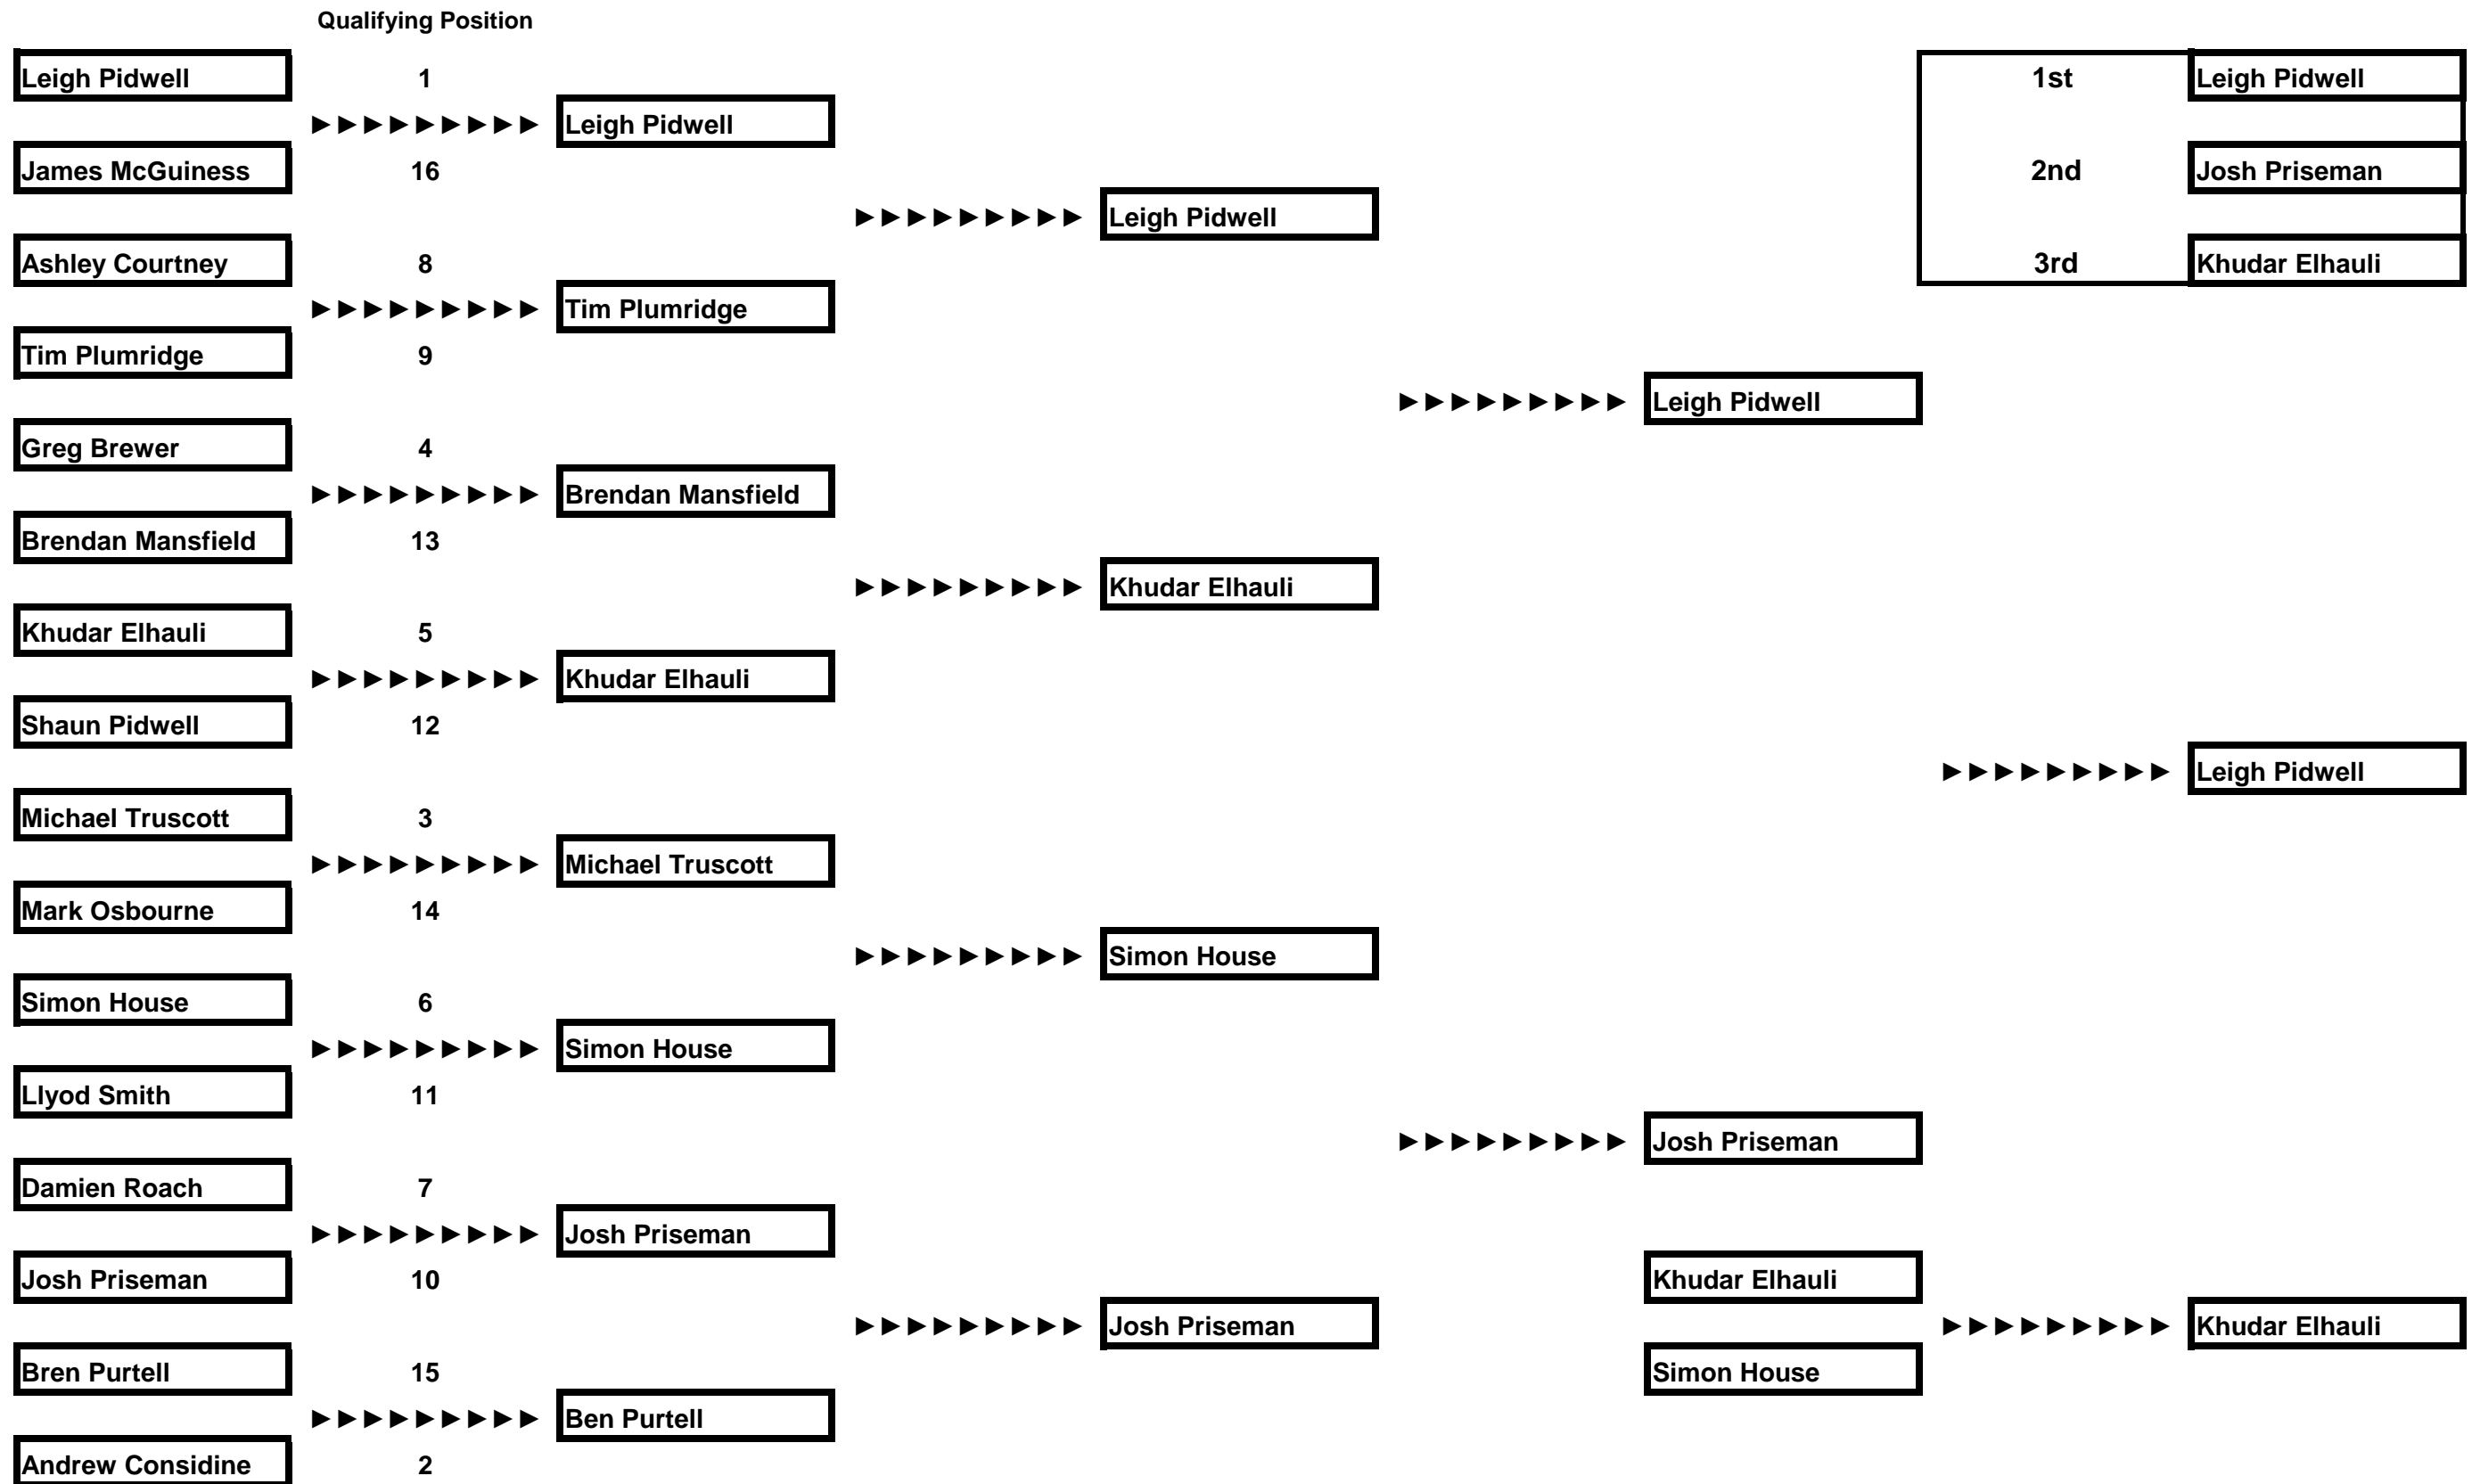 Qualifying Position
Leigh Pidwell 1 1st Leigh Pidwell
►►►►►►►►► Leigh Pidwell
James McGuiness 16 2nd Josh Priseman
►►►►►►►►► Leigh Pidwell
Ashley Courtney 8 3rd Khudar Elhauli
►►►►►►►►► Tim Plumridge
Tim Plumridge 9
►►►►►►►►► Leigh Pidwell
Greg Brewer 4
►►►►►►►►► Brendan Mansfield
Brendan Mansfield 13
►►►►►►►►► Khudar Elhauli
Khudar Elhauli 5
►►►►►►►►► Khudar Elhauli
Shaun Pidwell 12
►►►►►►►►► Leigh Pidwell
Michael Truscott 3
►►►►►►►►► Michael Truscott
Mark Osbourne 14
►►►►►►►►► Simon House
Simon House 6
►►►►►►►►► Simon House
Llyod Smith 11
►►►►►►►►► Josh Priseman
Damien Roach 7
►►►►►►►►► Josh Priseman
Josh Priseman 10 Khudar Elhauli
►►►►►►►►► Josh Priseman ►►►►►►►►► Khudar Elhauli
Bren Purtell 15 Simon House
►►►►►►►►► Ben Purtell
Andrew Considine 2